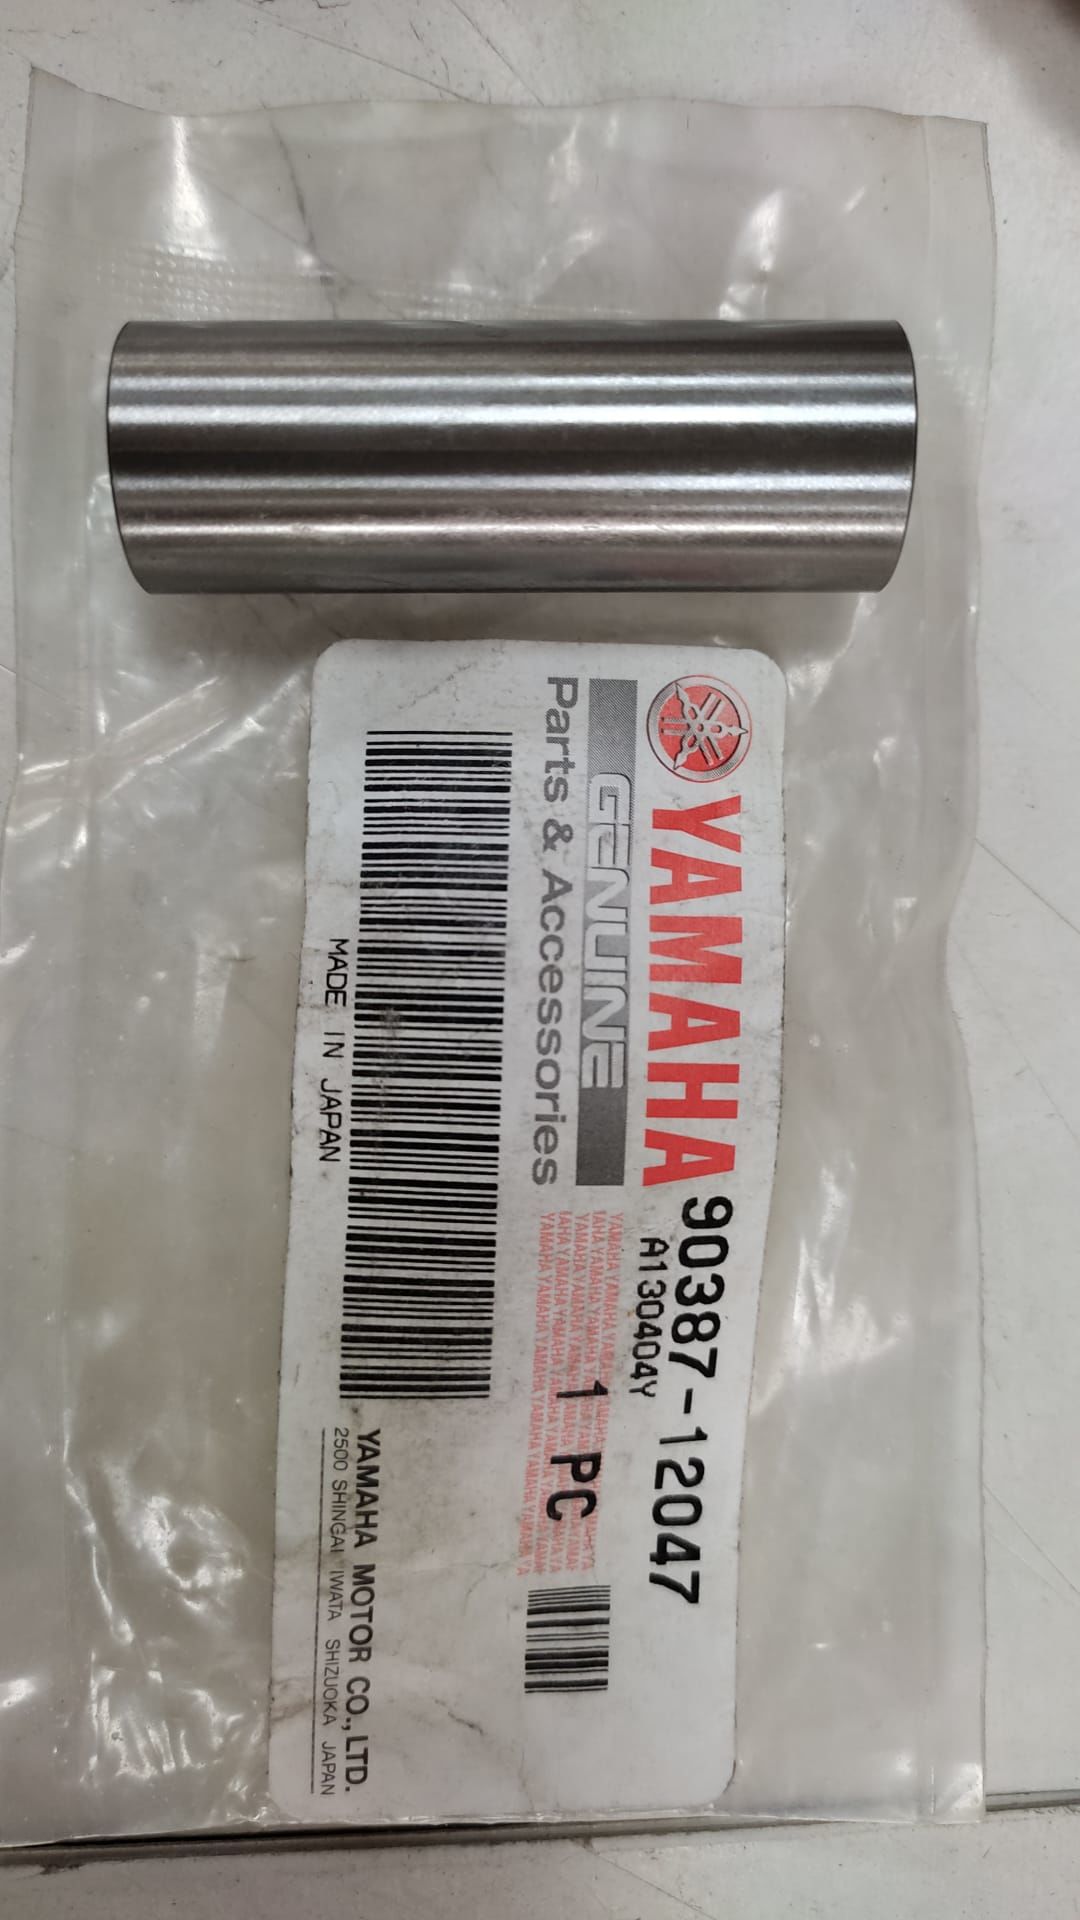 YAMAHA
90387-12047
A130404Y
GENUINE
Parts & Accessories
1 PC
MADE IN JAPAN
YAMAHA MOTOR CO., LTD.
2500 SHINGAI IWATA SHIZUOKA JAPAN